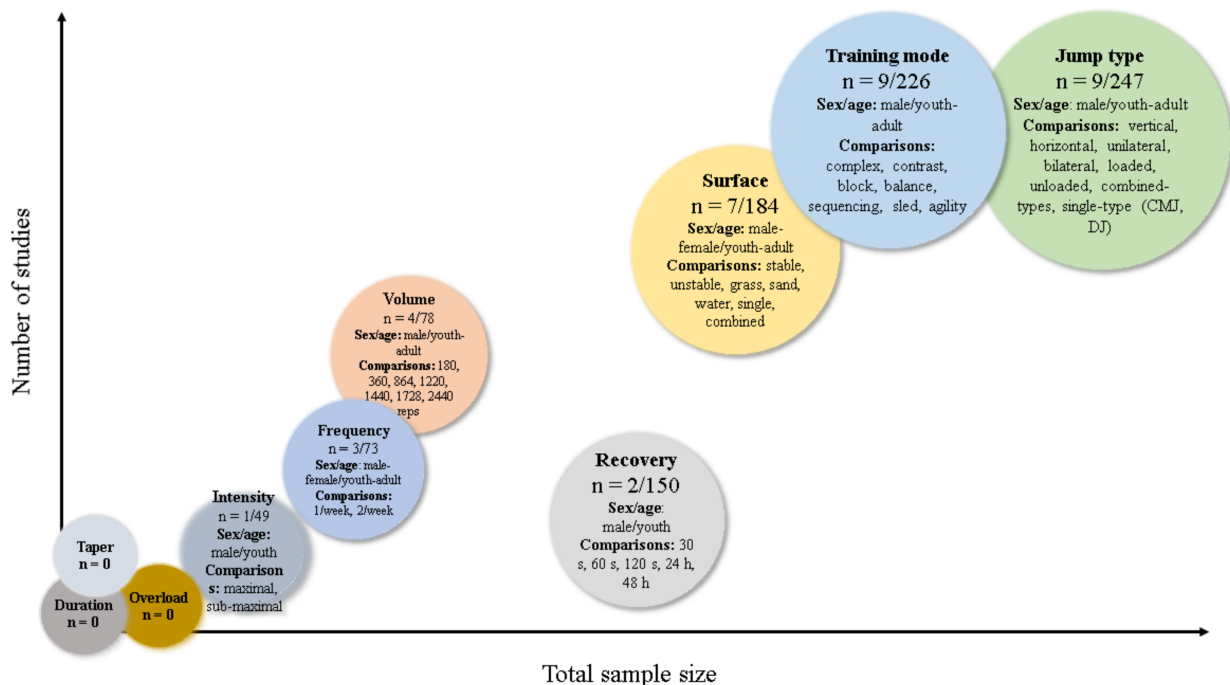 Number of studies
Training mode
n = 9/226
Sex/age: male/youth-
adult
Comparisons:
complex, contrast,
block, balance,
sequencing, sled, agility
Jump type
n = 9/247
Sex/age: male/youth-adult
Comparisons: vertical,
horizontal, unilateral,
bilateral, loaded,
unloaded, combined-
types, single-type (CMJ,
DJ)
Surface
n = 7/184
Sex/age: male-
female/youth-adult
Comparisons: stable,
unstable, grass, sand,
water, single,
combined
Volume
n = 4/78
Sex/age: male/youth-
adult
Comparisons: 180,
360, 864, 1220,
1440, 1728, 2440
reps
Frequency
n = 3/73
Sex/age: male-
female/youth-adult
Comparisons:
1/week, 2/week
Recovery
n = 2/150
Sex/age:
male/youth
Comparisons: 30
s, 60 s, 120 s, 24 h,
48 h
Intensity
n = 1/49
Sex/age:
male/youth
Comparison
s: maximal,
sub-maximal
Taper
n = 0
Duration
n = 0
Overload
n = 0
Total sample size